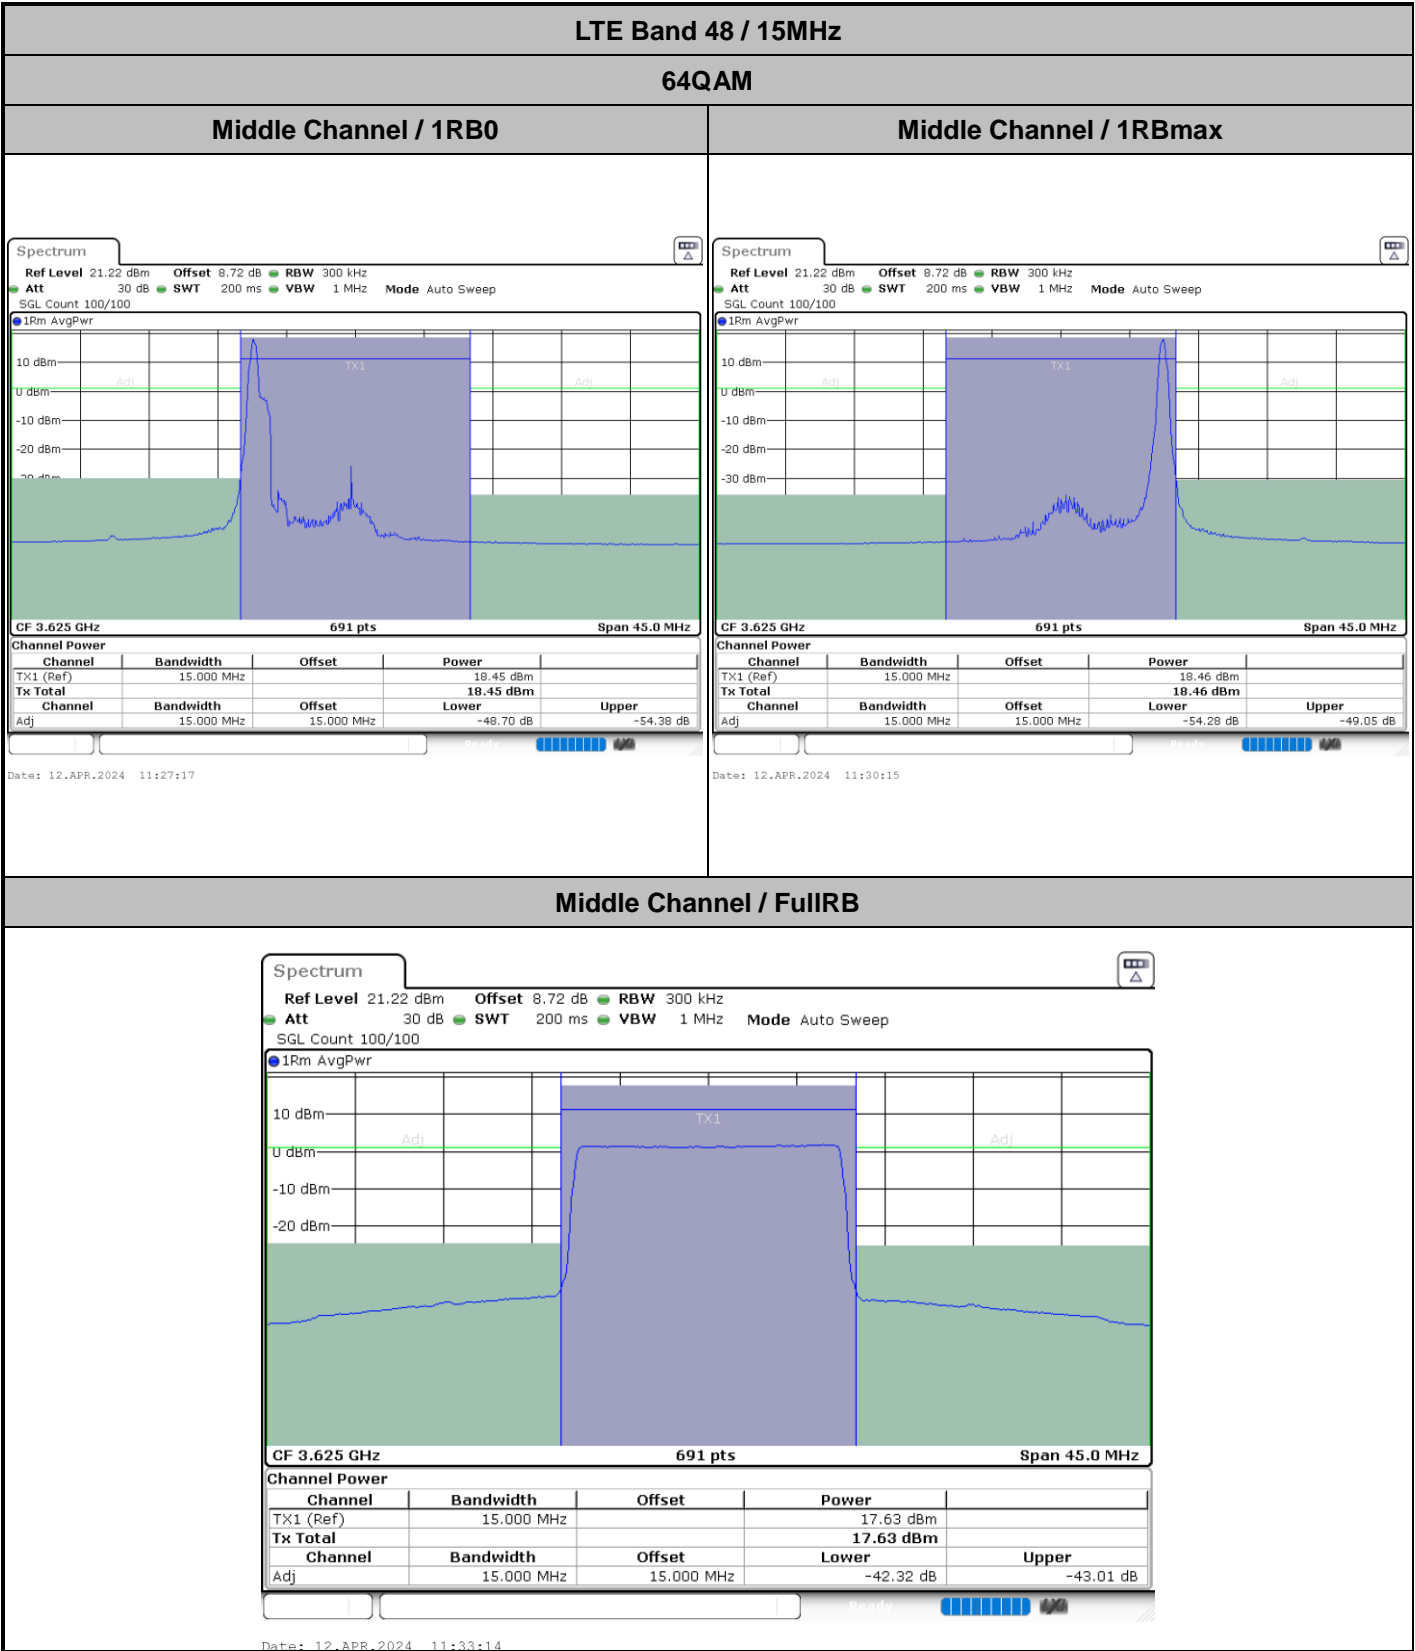 LTE Band 48 / 15MHz
64QAM
Middle Channel / 1RB0
Middle Channel / 1RBmax
Spectrum
Ref Level 21.22 dBm Offset 8.72 dB RBW 300 kHz
Att 30 dB SWT 200 ms VBW 1 MHz Mode Auto Sweep
SGL Count 100/100
1Rm AvgPwr
10 dBm
TX1
Adj
Adj
0 dBm
-10 dBm
-20 dBm
-30 dBm
CF 3.625 GHz 691 pts Span 45.0 MHz
Channel Power
Channel Bandwidth Offset Power
TX1 (Ref) 15.000 MHz 18.45 dBm
Tx Total 18.45 dBm
Channel Bandwidth Offset Lower Upper
Adj 15.000 MHz 15.000 MHz -48.70 dB -54.38 dB
Ready
Date: 12.APR.2024 11:27:17
Spectrum
Ref Level 21.22 dBm Offset 8.72 dB RBW 300 kHz
Att 30 dB SWT 200 ms VBW 1 MHz Mode Auto Sweep
SGL Count 100/100
1Rm AvgPwr
10 dBm
TX1
Adj
Adj
0 dBm
-10 dBm
-20 dBm
-30 dBm
CF 3.625 GHz 691 pts Span 45.0 MHz
Channel Power
Channel Bandwidth Offset Power
TX1 (Ref) 15.000 MHz 18.46 dBm
Tx Total 18.46 dBm
Channel Bandwidth Offset Lower Upper
Adj 15.000 MHz 15.000 MHz -54.28 dB -49.05 dB
Ready
Date: 12.APR.2024 11:30:15
Middle Channel / FullRB
Spectrum
Ref Level 21.22 dBm Offset 8.72 dB RBW 300 kHz
Att 30 dB SWT 200 ms VBW 1 MHz Mode Auto Sweep
SGL Count 100/100
1Rm AvgPwr
10 dBm
TX1
Adj
Adj
0 dBm
-10 dBm
-20 dBm
CF 3.625 GHz 691 pts Span 45.0 MHz
Channel Power
Channel Bandwidth Offset Power
TX1 (Ref) 15.000 MHz 17.63 dBm
Tx Total 17.63 dBm
Channel Bandwidth Offset Lower Upper
Adj 15.000 MHz 15.000 MHz -42.32 dB -43.01 dB
Ready
Date: 12.APR.2024 11:33:14